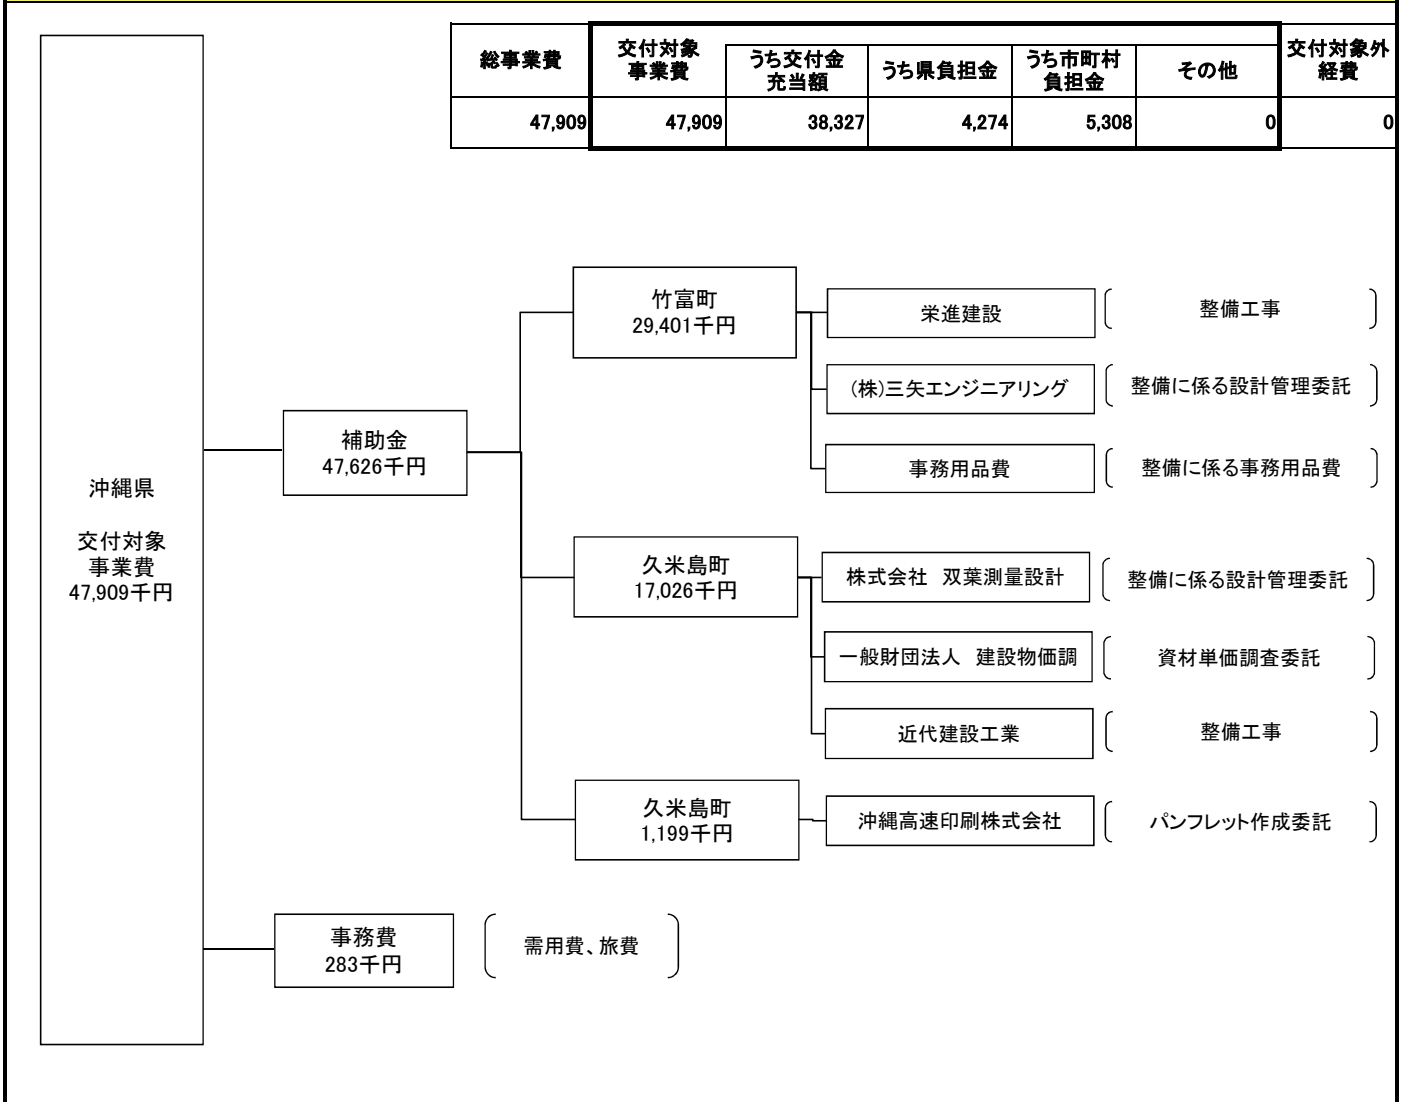 総事業費
交付対象
事業費
うち交付金
充当額
うち県負担金
うち市町村
負担金
その他
交付対象外
経費
47,909
47,909
38,327
4,274
5,308
0
0
沖縄県
交付対象
事業費
47,909千円
補助金
47,626千円
竹富町
29,401千円
栄進建設
整備工事
(株)三矢エンジニアリング
整備に係る設計管理委託
事務用品費
整備に係る事務用品費
久米島町
17,026千円
株式会社 双葉測量設計
整備に係る設計管理委託
一般財団法人 建設物価調
資材単価調査委託
近代建設工業
整備工事
久米島町
1,199千円
沖縄高速印刷株式会社
パンフレット作成委託
事務費
283千円
需用費、旅費